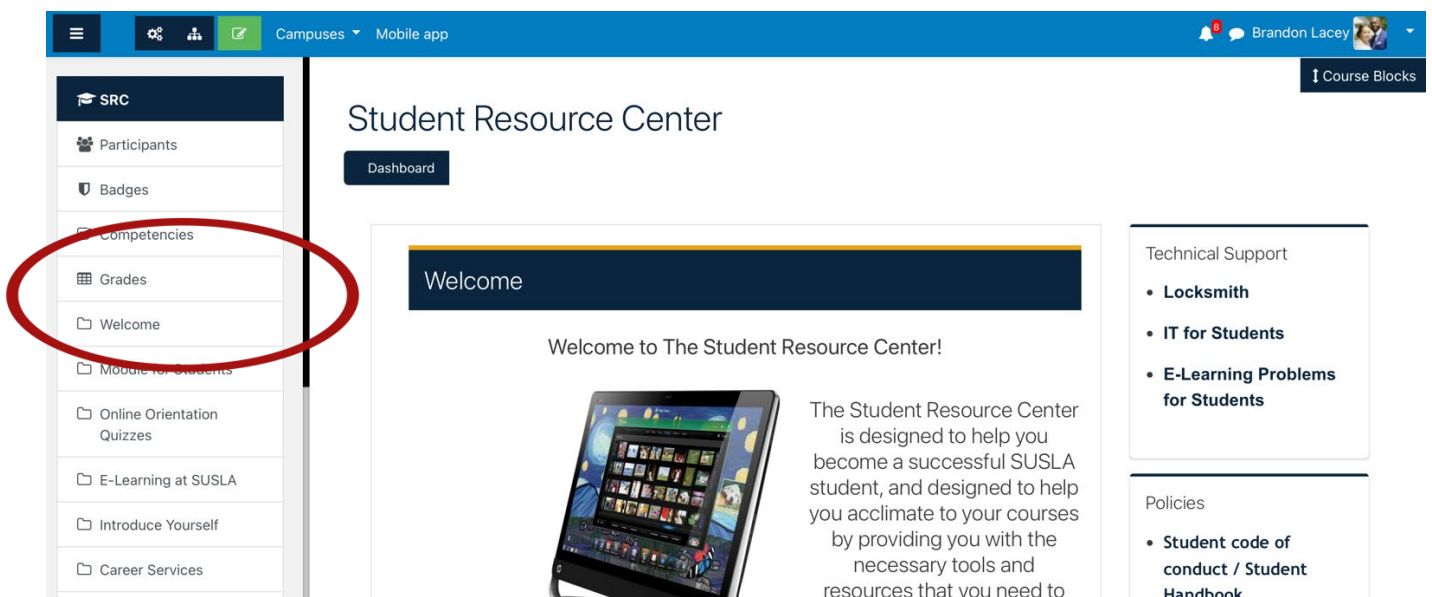 Campuses Mobile app
8
Brandon Lacey
Course Blocks
SRC
Participants
Badges
Competencies
Grades
Welcome
Moodle for Students
Online Orientation
Quizzes
E-Learning at SUSLA
Introduce Yourself
Career Services
Student Resource Center
Dashboard
Welcome
Welcome to The Student Resource Center!
The Student Resource Center
is designed to help you
become a successful SUSLA
student, and designed to help
you acclimate to your courses
by providing you with the
necessary tools and
resources that you need to
Technical Support
• Locksmith
• IT for Students
• E-Learning Problems
for Students
Policies
• Student code of
conduct / Student
Handbook